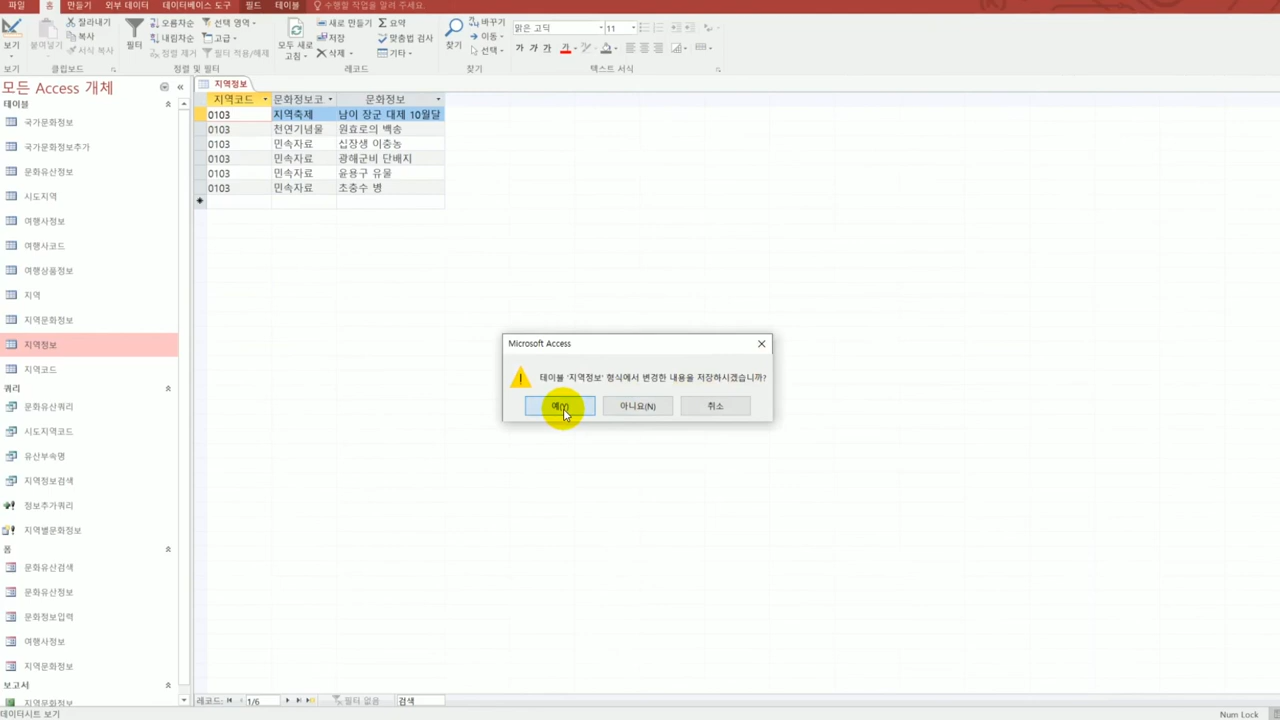 파일 홈 만들기 외부 데이터 데이터베이스 도구 필드 테이블 수행할 작업을 알려 주세요.
보기
보기
붙여넣기
잘라내기
복사
서식 복사
클립보드
필터
오름차순
내림차순
정렬 제거
선택
고급
필터 적용/해제
정렬 및 필터
모두 새로 고침
새로 만들기
저장
삭제
요약
맞춤법 검사
기타
레코드
찾기
바꾸기
이동
선택
찾기
맑은 고딕 11
가 가 가 가
텍스트 서식
모든 Access 개체
테이블
국가문화정보
국가문화정보추가
문화유산정보
시도지역
여행사정보
여행사코드
여행상품정보
지역
지역문화정보
지역정보
지역코드
쿼리
문화유산쿼리
시도지역코드
유산부속명
지역정보검색
정보추가쿼리
지역별문화정보
폼
문화유산검색
문화유산정보
문화정보입력
여행사정보
지역문화정보
보고서
지역문화정보
지역정보
지역코드 문화정보코 문화정보
0103 지역축제 남이 장군 대제 10월달
0103 천연기념물 원효로의 백송
0103 민속자료 십장생 이층농
0103 민속자료 광해군비 단배지
0103 민속자료 윤용구 유물
0103 민속자료 초충수 병
Microsoft Access
테이블 '지역정보' 형식에서 변경한 내용을 저장하시겠습니까?
예(Y) 아니요(N) 취소
레코드: 1/6 필터 없음 검색
데이터시트 보기 Num Lock